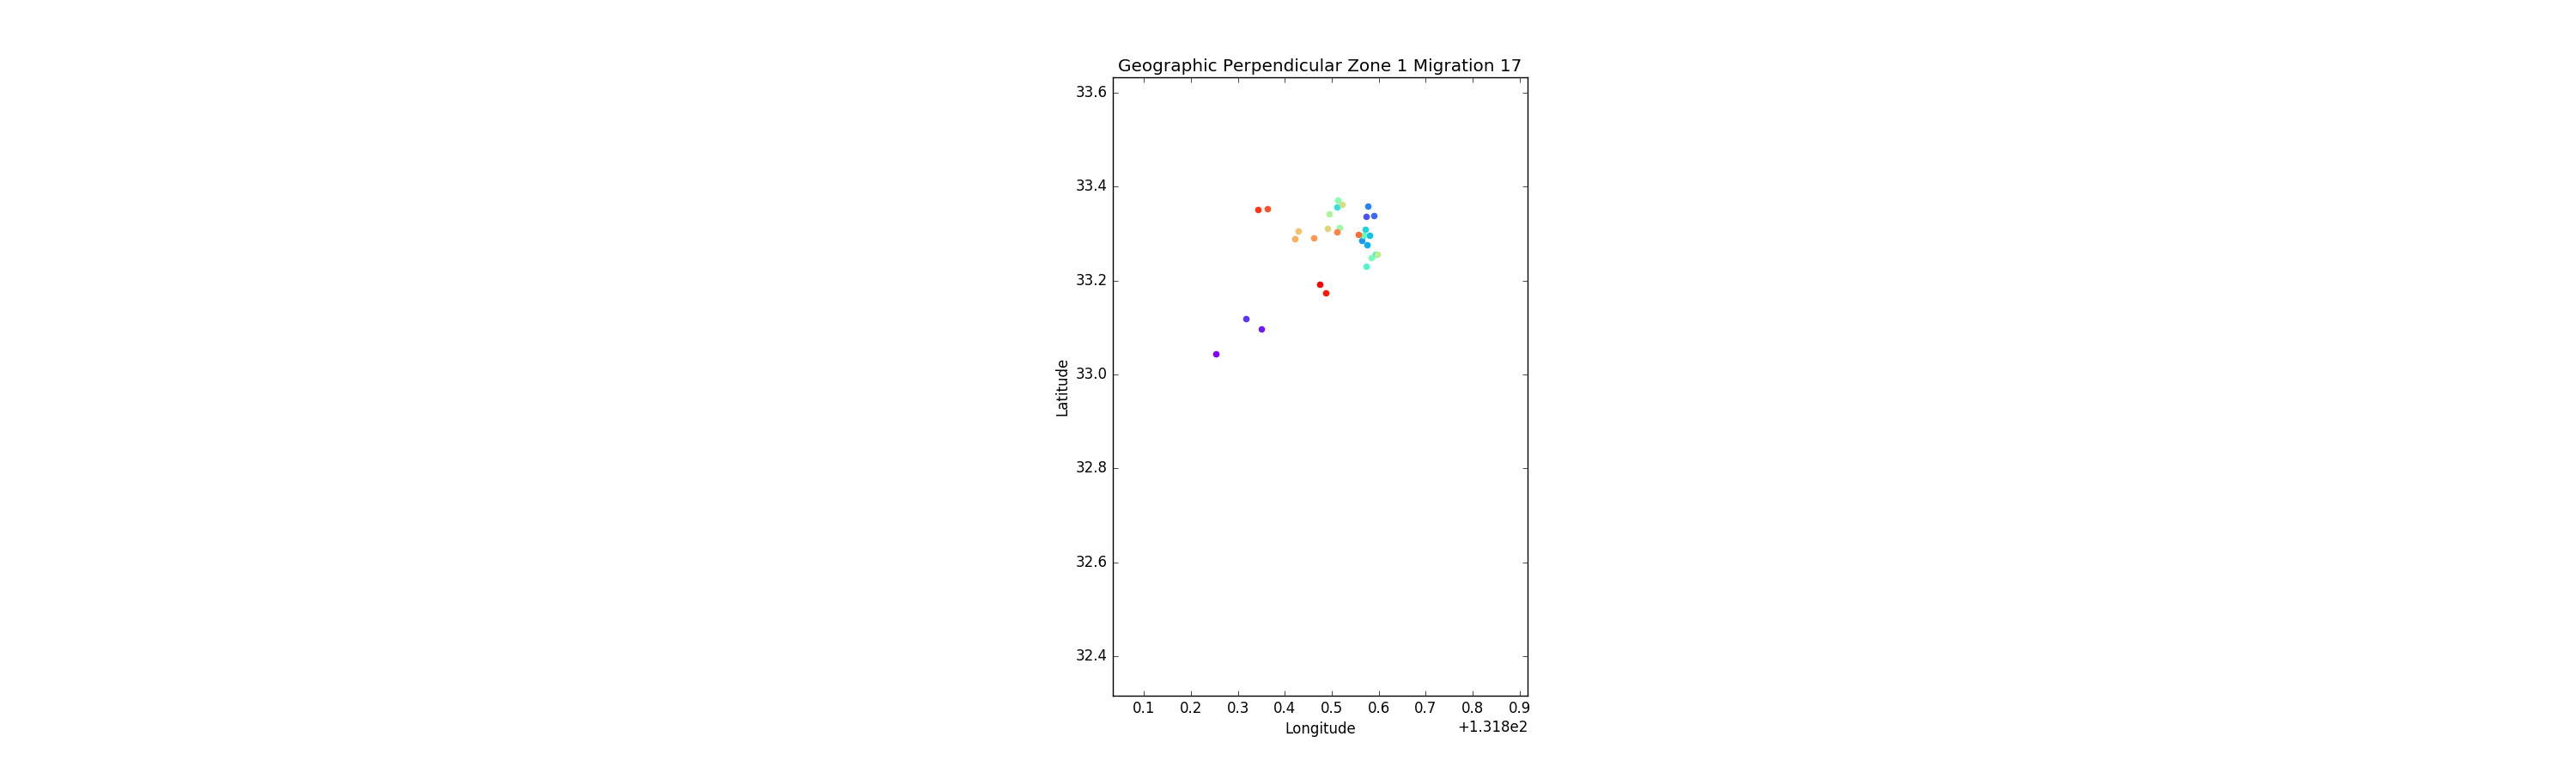 Geographic Perpendicular Zone 1 Migration 17
33.6
33.4
33.2
33.0
32.8
32.6
32.4
Latitude
0.1 0.2 0.3 0.4 0.5 0.6 0.7 0.8 0.9
Longitude
+1.318e2